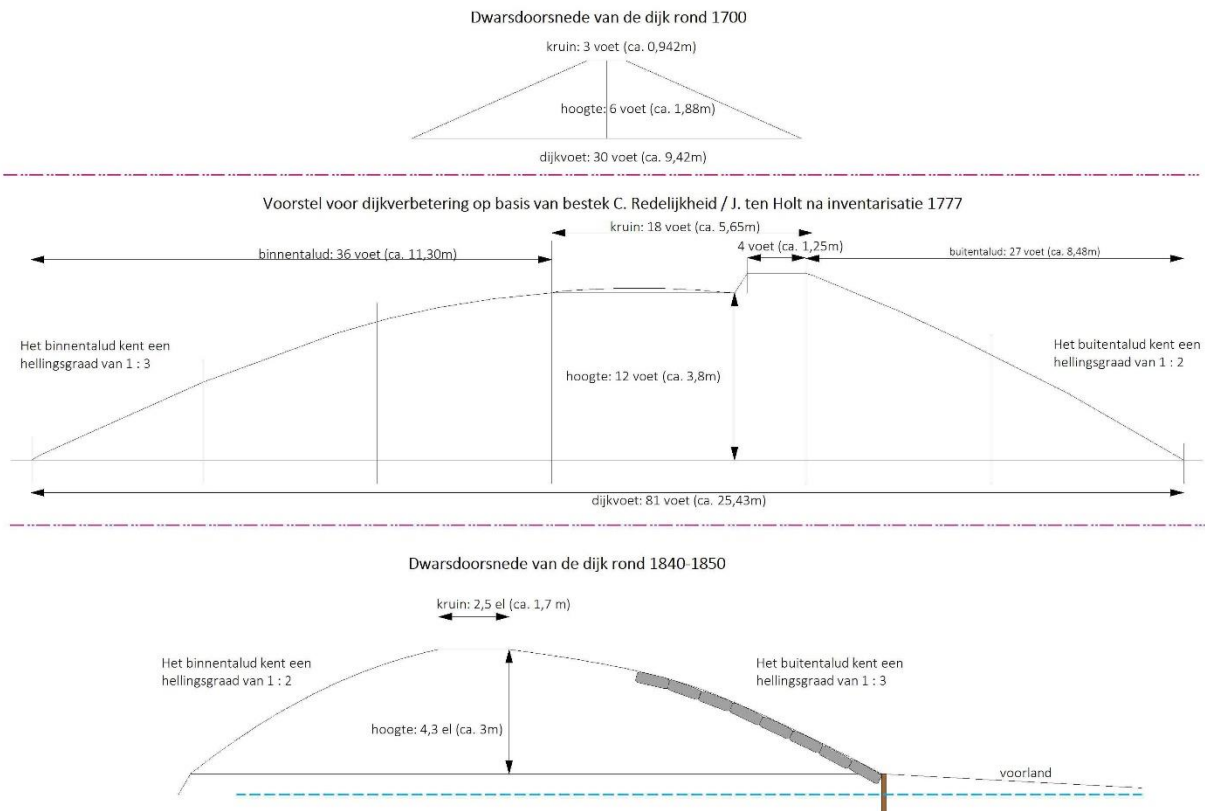 Dwarsdoorsnede van de dijk rond 1700
kruin: 3 voet (ca. 0,942m)
hoogte: 6 voet (ca. 1,88m)
dijkvoet: 30 voet (ca. 9,42m)
Voorstel voor dijkverbetering op basis van bestek C. Redelijkheid / J. ten Holt na inventarisatie 1777
kruin: 18 voet (ca. 5,65m)
binnentalud: 36 voet (ca. 11,30m)
4 voet (ca. 1,25m)
buitentalud: 27 voet (ca. 8,48m)
Het binnentalud kent een
hellingsgraad van 1 : 3
Het buitentalud kent een
hellingsgraad van 1 : 2
hoogte: 12 voet (ca. 3,8m)
dijkvoet: 81 voet (ca. 25,43m)
Dwarsdoorsnede van de dijk rond 1840-1850
kruin: 2,5 el (ca. 1,7 m)
Het binnentalud kent een
hellingsgraad van 1 : 2
Het buitentalud kent een
hellingsgraad van 1 : 3
hoogte: 4,3 el (ca. 3m)
voorland